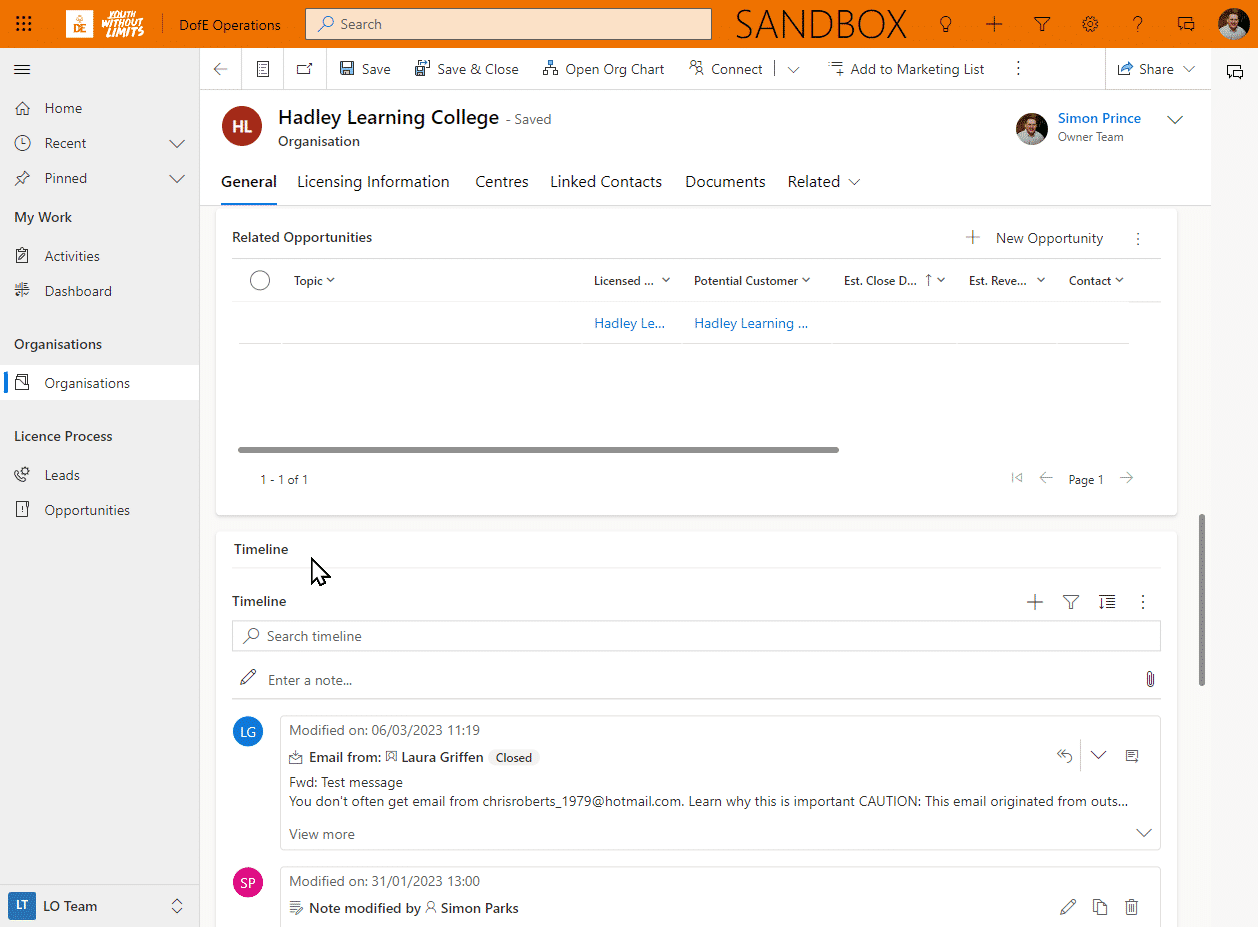 DE YOUTH WITHOUT LIMITS DofE Operations Search SANDBOX
Save Save & Close Open Org Chart Connect Add to Marketing List Share
Home
Recent
Pinned
My Work
Activities
Dashboard
Organisations
Organisations
Licence Process
Leads
Opportunities
LT LO Team
HL Hadley Learning College - Saved
Organisation
Simon Prince
Owner Team
General Licensing Information Centres Linked Contacts Documents Related
Related Opportunities New Opportunity
Topic Licensed ... Potential Customer Est. Close D... Est. Reve... Contact
Hadley Le... Hadley Learning ...
1 - 1 of 1 Page 1
Timeline
Timeline
Search timeline
Enter a note...
LG Modified on: 06/03/2023 11:19
Email from: Laura Griffen Closed
Fwd: Test message
You don't often get email from chrisroberts_1979@hotmail.com. Learn why this is important CAUTION: This email originated from outs...
View more
SP Modified on: 31/01/2023 13:00
Note modified by Simon Parks